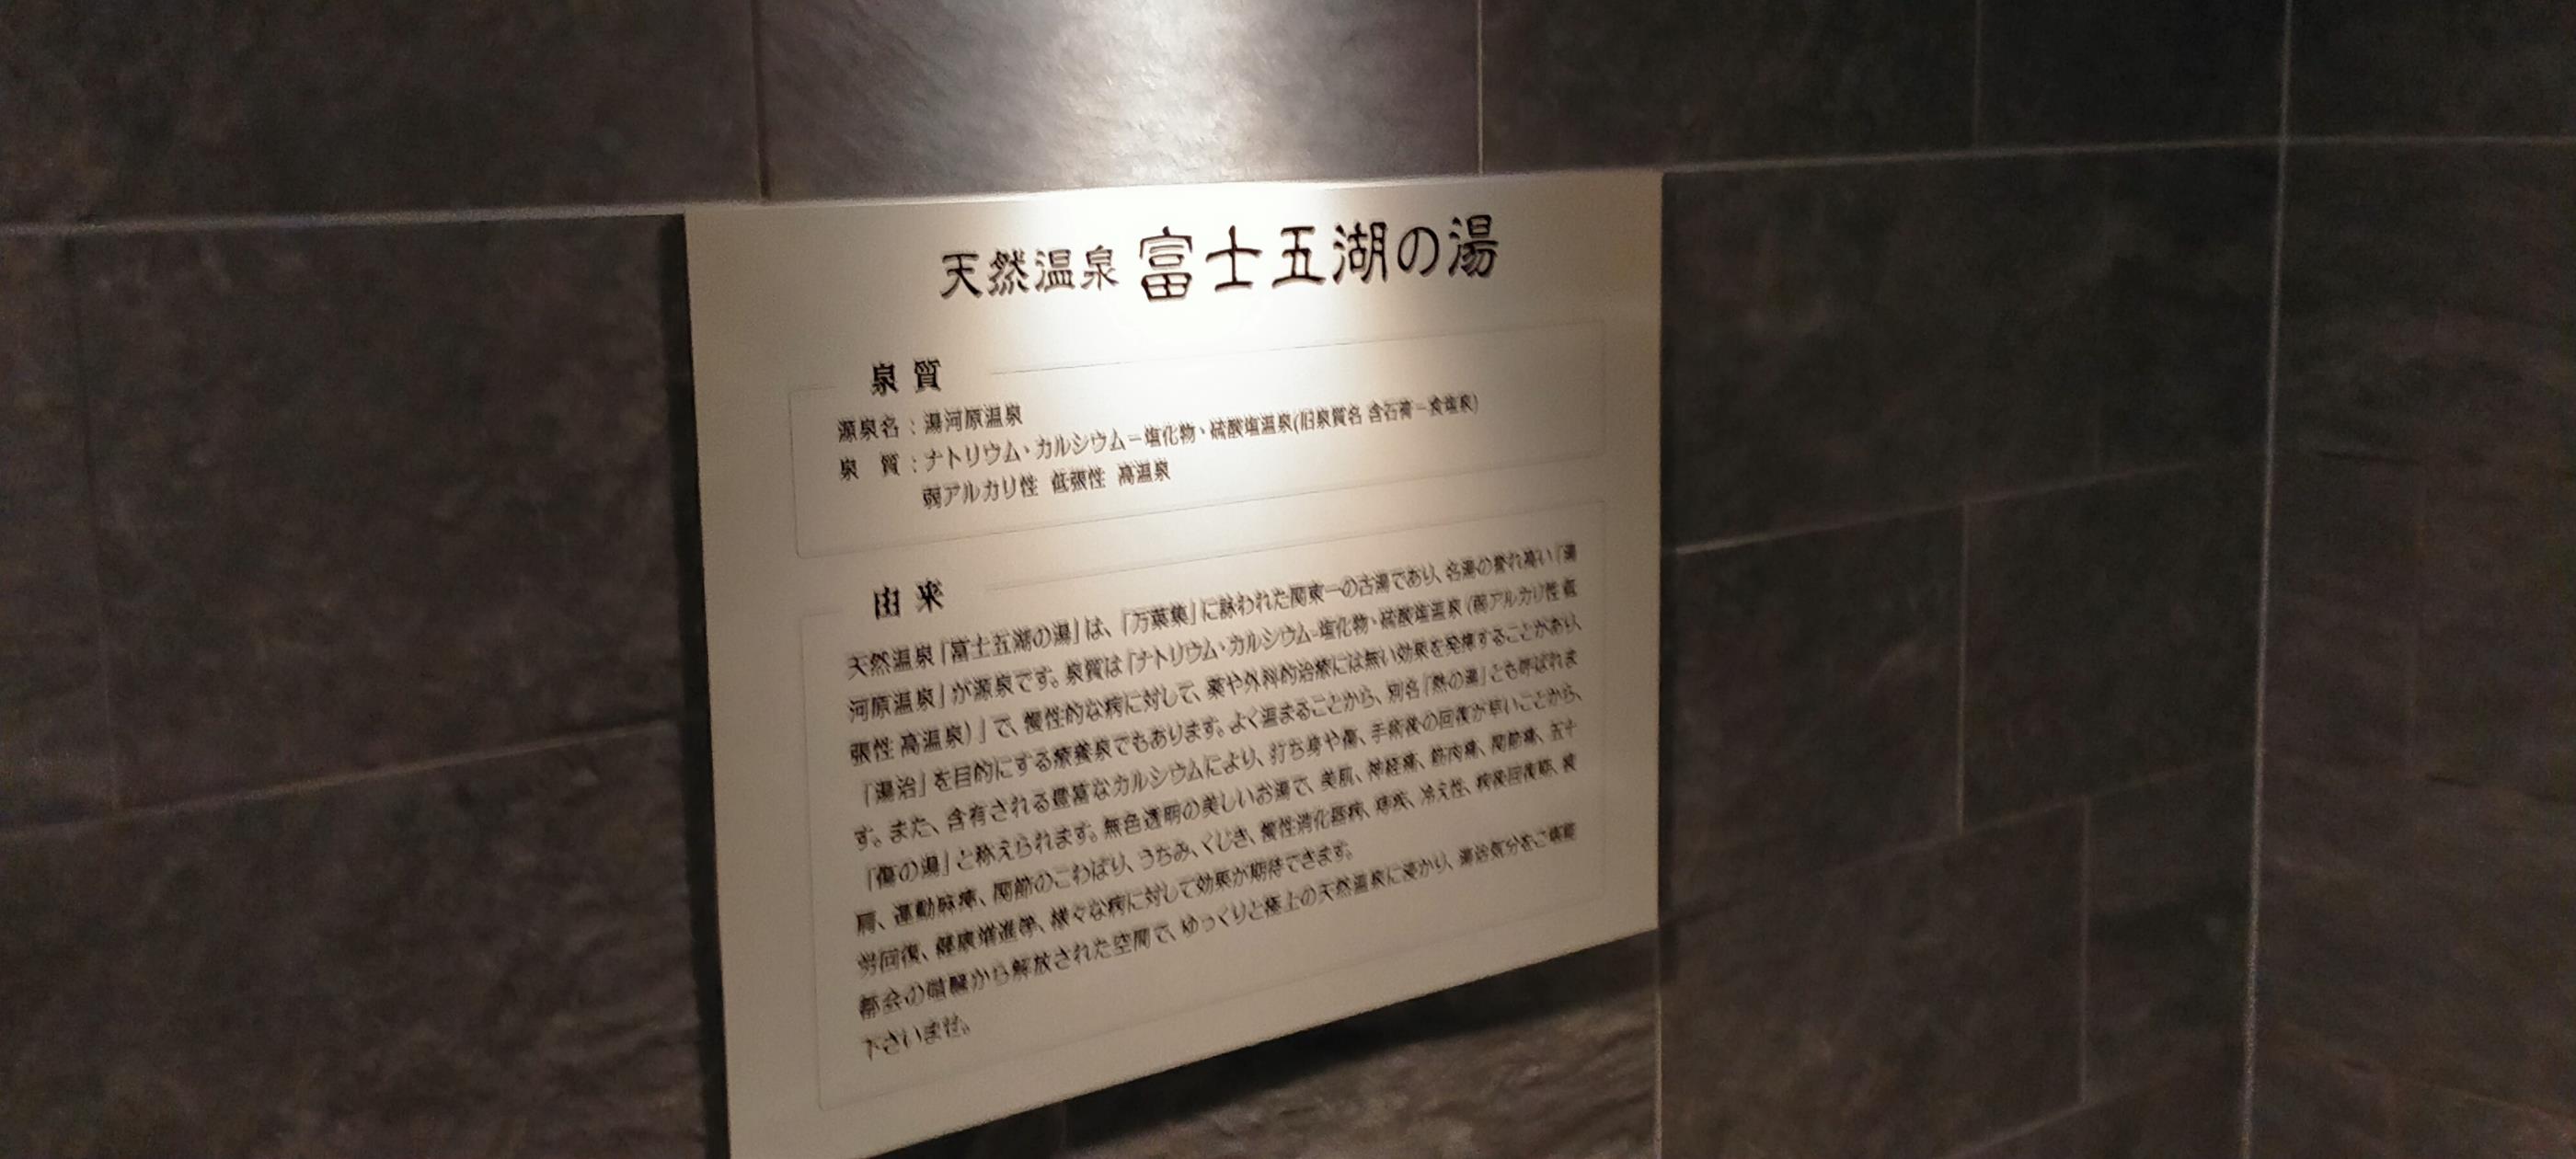 天然温泉 富士五湖の湯
泉質
源泉名：湯河原温泉
泉　質：ナトリウム・カルシウム－塩化物・硫酸塩温泉(旧泉質名 含石膏－食塩泉)
弱アルカリ性 低張性 高温泉
由来
天然温泉「富士五湖の湯」は、「万葉集」に詠われた関東一の古湯であり、名湯の誉れ高い「湯
河原温泉」が源泉です。泉質は「ナトリウム・カルシウム-塩化物・硫酸塩温泉（弱アルカリ性 低
張性 高温泉）」で、慢性的な病に対して、薬や外科的治療には無い効果を発揮することがあり、
「湯治」を目的にする療養泉でもあります。よく温まることから、別名「熱の湯」とも呼ばれま
す。また、含有される豊富なカルシウムにより、打ち身や傷、手術後の回復が早いことから、
「傷の湯」と称えられます。無色透明の美しいお湯で、美肌、神経痛、筋肉痛、関節痛、五十
肩、運動麻痺、関節のこわばり、うちみ、くじき、慢性消化器病、痔疾、冷え性、病後回復期、疲
労回復、健康増進等、様々な病に対して効果が期待できます。
都会の喧騒から解放された空間で、ゆっくりと極上の天然温泉に浸かり、湯治気分をご堪能
下さいませ。